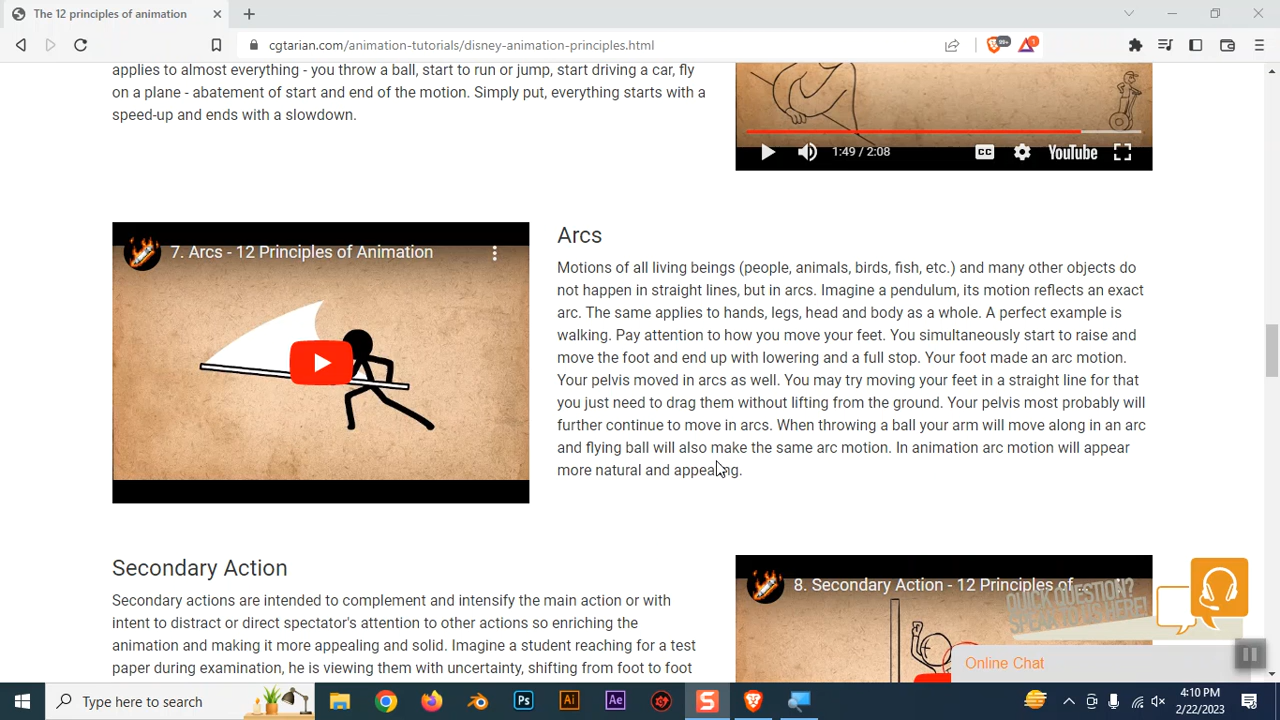 The 12 principles of animation
cgtarian.com/animation-tutorials/disney-animation-principles.html
99+
1
applies to almost everything - you throw a ball, start to run or jump, start driving a car, fly
on a plane - abatement of start and end of the motion. Simply put, everything starts with a
speed-up and ends with a slowdown.
1:49 / 2:08
CC
YouTube
7. Arcs - 12 Principles of Animation
Arcs
Motions of all living beings (people, animals, birds, fish, etc.) and many other objects do
not happen in straight lines, but in arcs. Imagine a pendulum, its motion reflects an exact
arc. The same applies to hands, legs, head and body as a whole. A perfect example is
walking. Pay attention to how you move your feet. You simultaneously start to raise and
move the foot and end up with lowering and a full stop. Your foot made an arc motion.
Your pelvis moved in arcs as well. You may try moving your feet in a straight line for that
you just need to drag them without lifting from the ground. Your pelvis most probably will
further continue to move in arcs. When throwing a ball your arm will move along in an arc
and flying ball will also make the same arc motion. In animation arc motion will appear
more natural and appealing.
Secondary Action
Secondary actions are intended to complement and intensify the main action or with
intent to distract or direct spectator's attention to other actions so enriching the
animation and making it more appealing and solid. Imagine a student reaching for a test
paper during examination, he is viewing them with uncertainty, shifting from foot to foot
8. Secondary Action - 12 Principles of ...
QUICK QUESTION?
SPEAK TO US HERE!
Online Chat
Type here to search
Ps
Ai
Ae
S
4:10 PM
2/22/2023